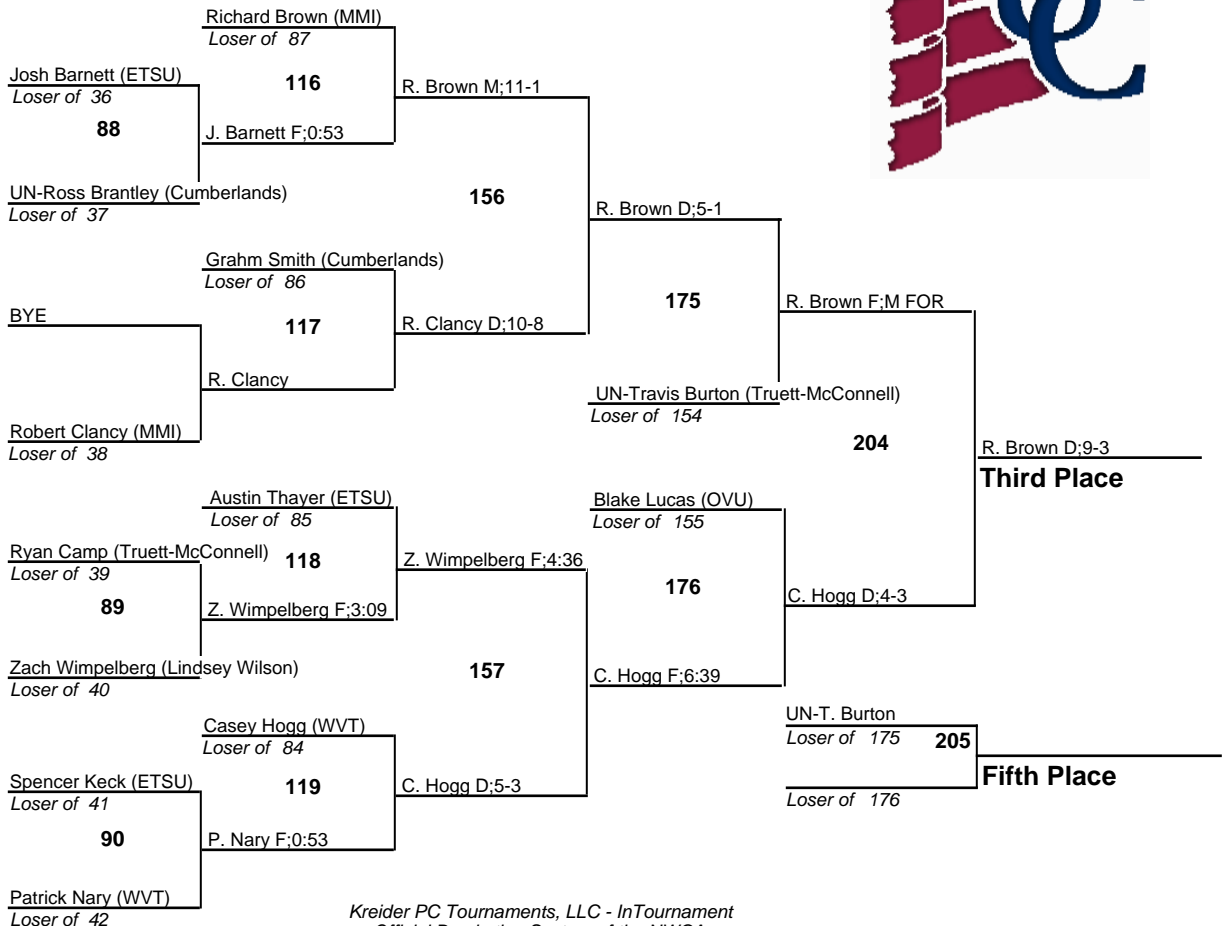 Richard Brown (MMI)
Loser of 87
Josh Barnett (ETSU)
Loser of 36
116
R. Brown M;11-1
88
J. Barnett F;0:53
UN-Ross Brantley (Cumberlands)
Loser of 37
156
R. Brown D;5-1
Grahm Smith (Cumberlands)
Loser of 86
BYE
117
R. Clancy D;10-8
175
R. Brown F;M FOR
R. Clancy
UN-Travis Burton (Truett-McConnell)
Loser of 154
Robert Clancy (MMI)
Loser of 38
204
R. Brown D;9-3
Third Place
Austin Thayer (ETSU)
Loser of 85
Blake Lucas (OVU)
Loser of 155
Ryan Camp (Truett-McConnell)
Loser of 39
118
Z. Wimpelberg F;4:36
89
Z. Wimpelberg F;3:09
176
C. Hogg D;4-3
Zach Wimpelberg (Lindsey Wilson)
Loser of 40
157
C. Hogg F;6:39
Casey Hogg (WVT)
Loser of 84
UN-T. Burton
Loser of 175
205
Fifth Place
Spencer Keck (ETSU)
Loser of 41
119
C. Hogg D;5-3
Loser of 176
90
P. Nary F;0:53
Patrick Nary (WVT)
Loser of 42
Kreider PC Tournaments, LLC - InTournament